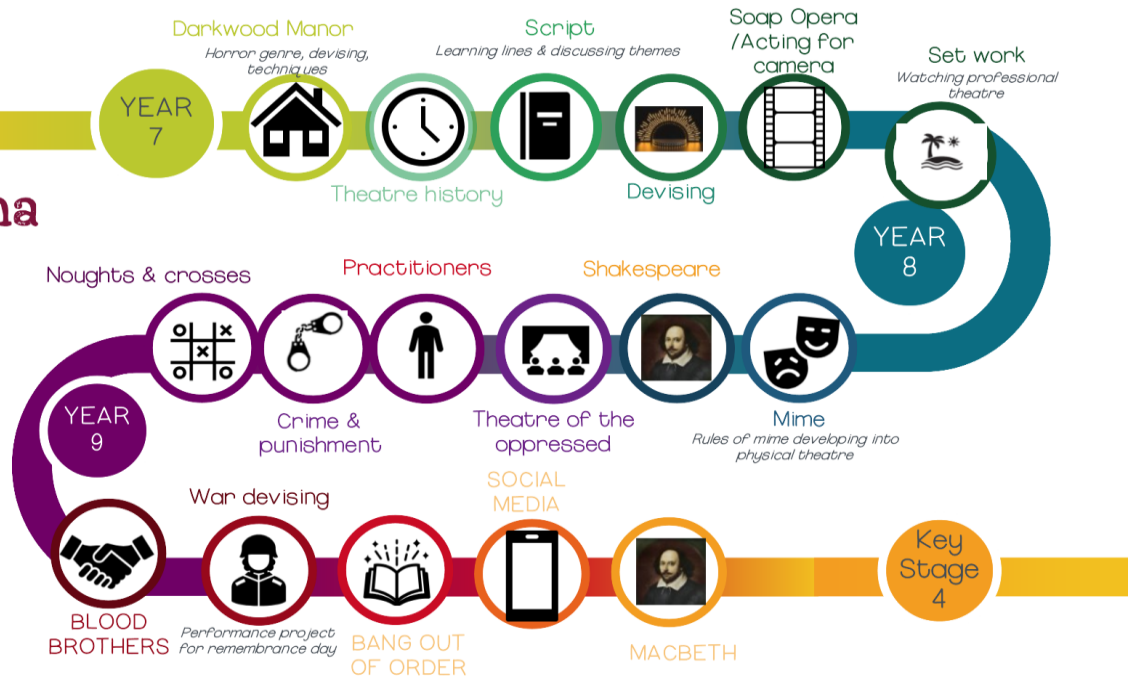 YEAR
7
Darkwood Manor
Horror genre, devising,
techniques
Theatre history
Script
Learning lines & discussing themes
Devising
Soap Opera
/Acting for
camera
Set work
Watching professional
theatre
na
YEAR
8
Mime
Rules of mime developing into
physical theatre
Shakespeare
Theatre of the
oppressed
Practitioners
Crime &
punishment
Noughts & crosses
YEAR
9
BLOOD
BROTHERS
War devising
Performance project
for remembrance day
BANG OUT
OF ORDER
SOCIAL
MEDIA
MACBETH
Key
Stage
4